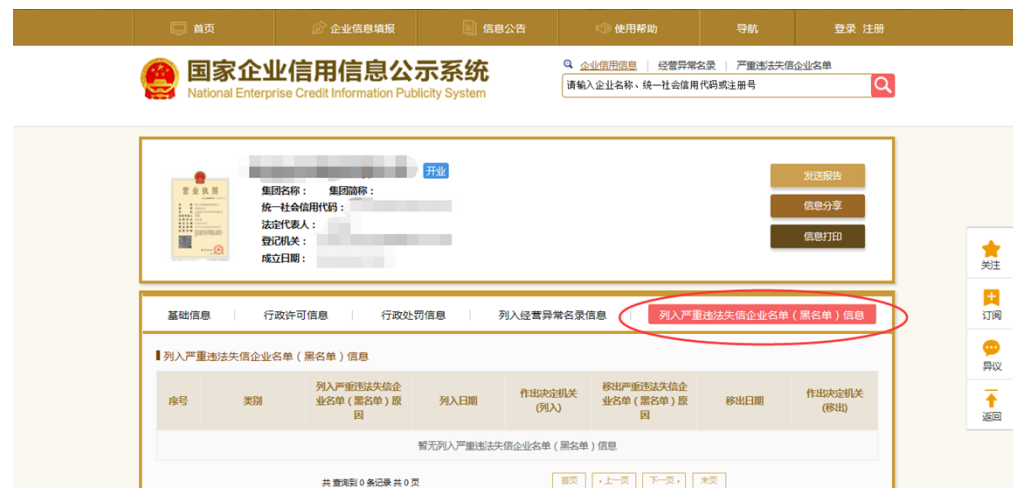 首页 企业信息填报 信息公告 使用帮助 导航 登录 注册
国家企业信用信息公示系统
National Enterprise Credit Information Publicity System
企业信用信息 | 经营异常名录 | 严重违法失信企业名单
请输入企业名称、统一社会信用代码或注册号
开业
营业执照
集团名称： 集团简称：
统一社会信用代码：
法定代表人：
登记机关：
成立日期：
发送报告
信息分享
信息打印
关注
订阅
异议
返回
基础信息 | 行政许可信息 | 行政处罚信息 | 列入经营异常名录信息 | 列入严重违法失信企业名单（黑名单）信息
列入严重违法失信企业名单（黑名单）信息
序号 类别 列入严重违法失信企业名单（黑名单）原因 列入日期 作出决定机关(列入) 移出严重违法失信企业名单（黑名单）原因 移出日期 作出决定机关(移出)
暂无列入严重违法失信企业名单（黑名单）信息
共 查询到 0 条记录 共 0 页 首页 上一页 下一页 末页